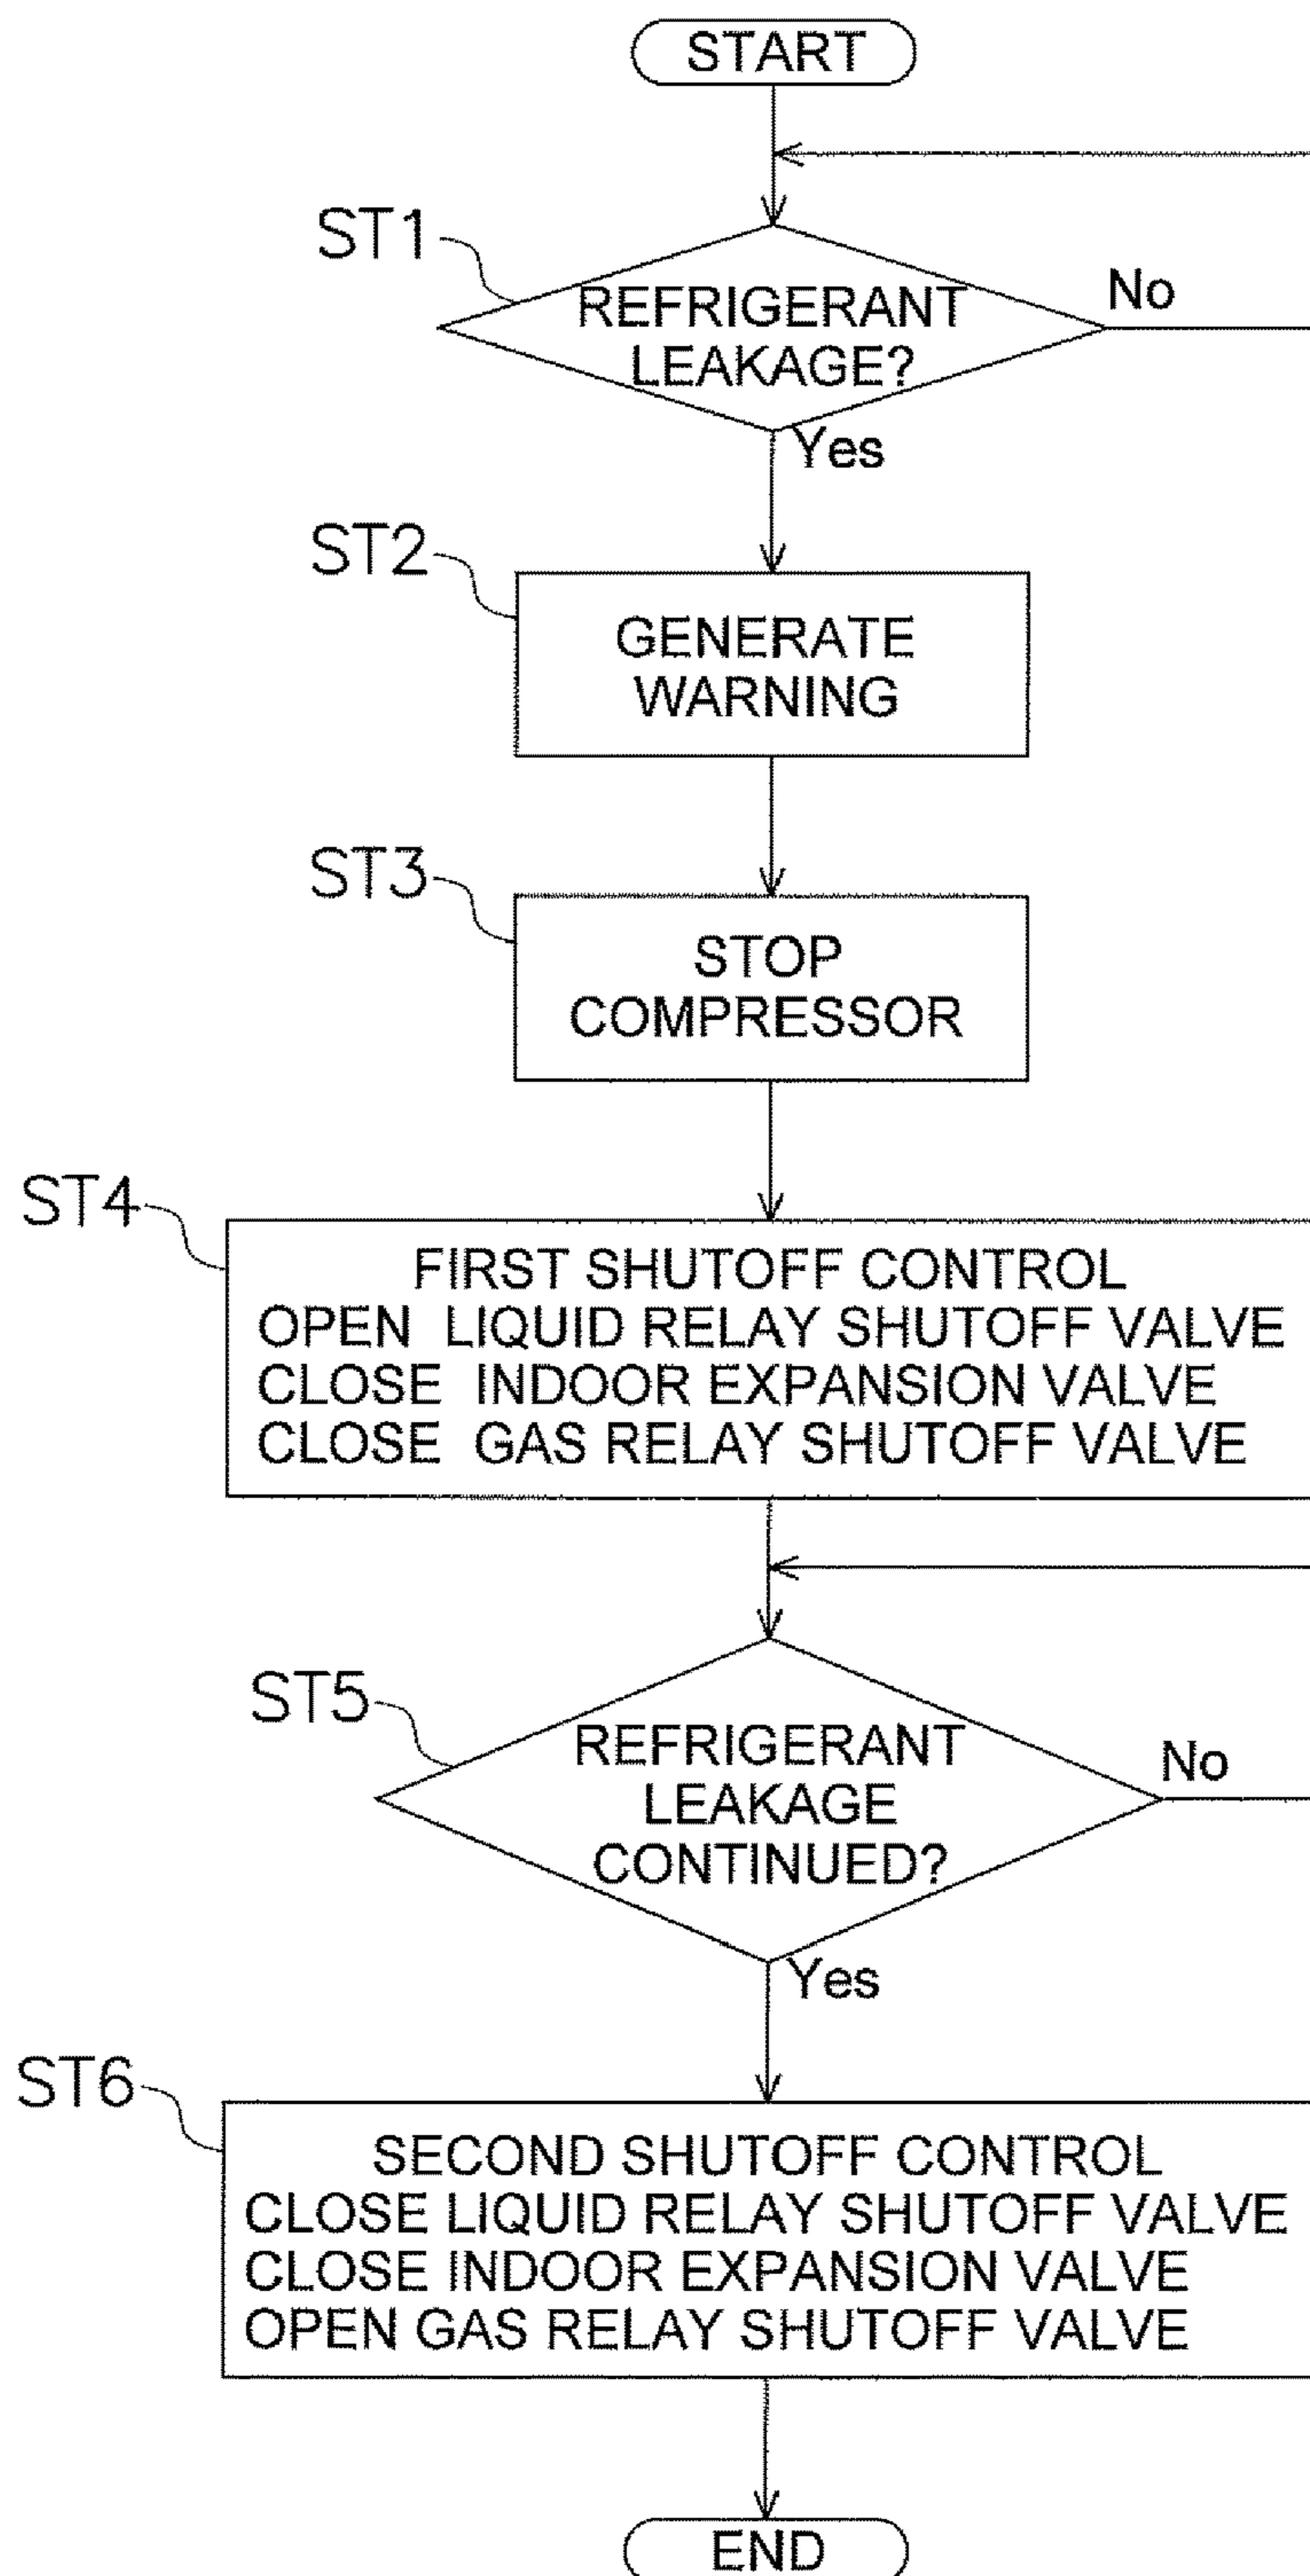 START
ST1
REFRIGERANT
LEAKAGE?
No
Yes
ST2
GENERATE
WARNING
ST3
STOP
COMPRESSOR
ST4
FIRST SHUTOFF CONTROL
OPEN LIQUID RELAY SHUTOFF VALVE
CLOSE INDOOR EXPANSION VALVE
CLOSE GAS RELAY SHUTOFF VALVE
ST5
REFRIGERANT
LEAKAGE
CONTINUED?
No
Yes
ST6
SECOND SHUTOFF CONTROL
CLOSE LIQUID RELAY SHUTOFF VALVE
CLOSE INDOOR EXPANSION VALVE
OPEN GAS RELAY SHUTOFF VALVE
END